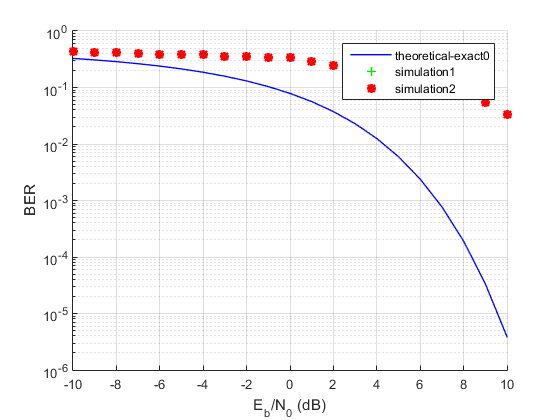 10^0
theoretical-exact0
simulation1
simulation2
10^-1
10^-2
BER
10^-3
10^-4
10^-5
10^-6
-10 -8 -6 -4 -2 0 2 4 6 8 10
E_b/N_0 (dB)